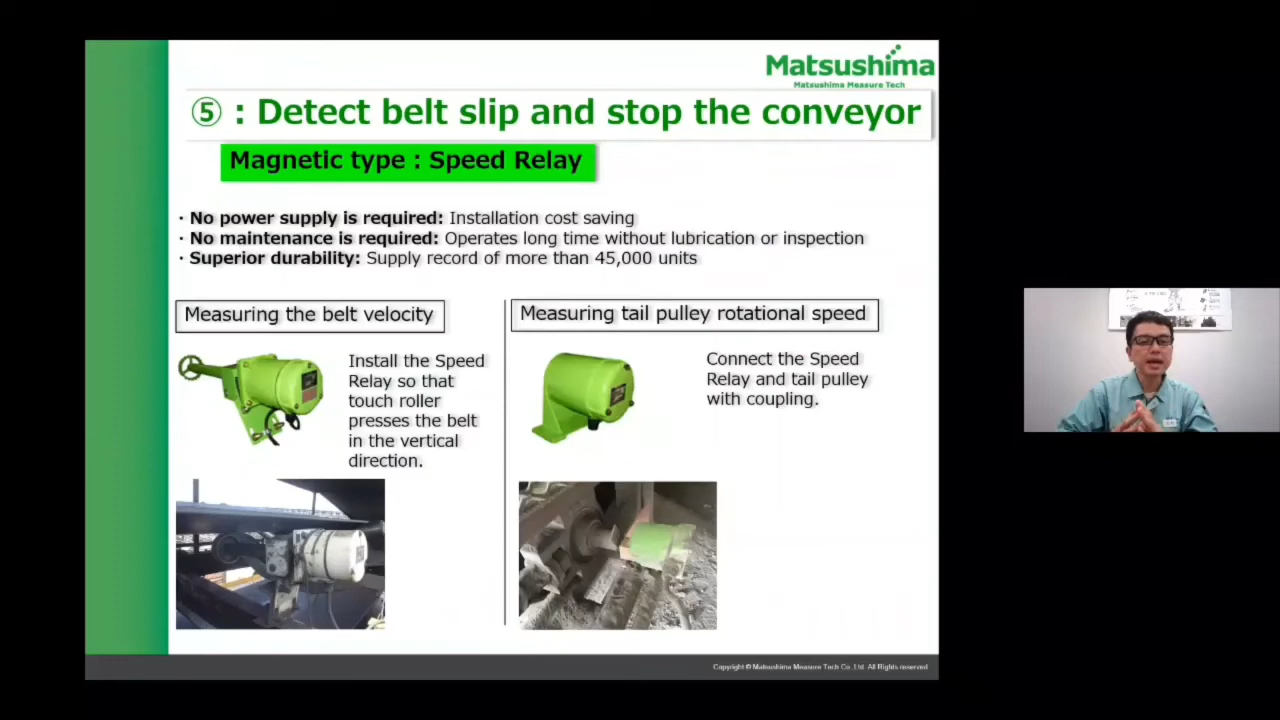 Matsushima
Matsushima Measure Tech
⑤ : Detect belt slip and stop the conveyor
Magnetic type : Speed Relay
・No power supply is required: Installation cost saving
・No maintenance is required: Operates long time without lubrication or inspection
・Superior durability: Supply record of more than 45,000 units
Measuring the belt velocity
Install the Speed
Relay so that
touch roller
presses the belt
in the vertical
direction.
Measuring tail pulley rotational speed
Connect the Speed
Relay and tail pulley
with coupling.
Copyright © Matsushima Measure Tech Co.,Ltd. All Rights reserved